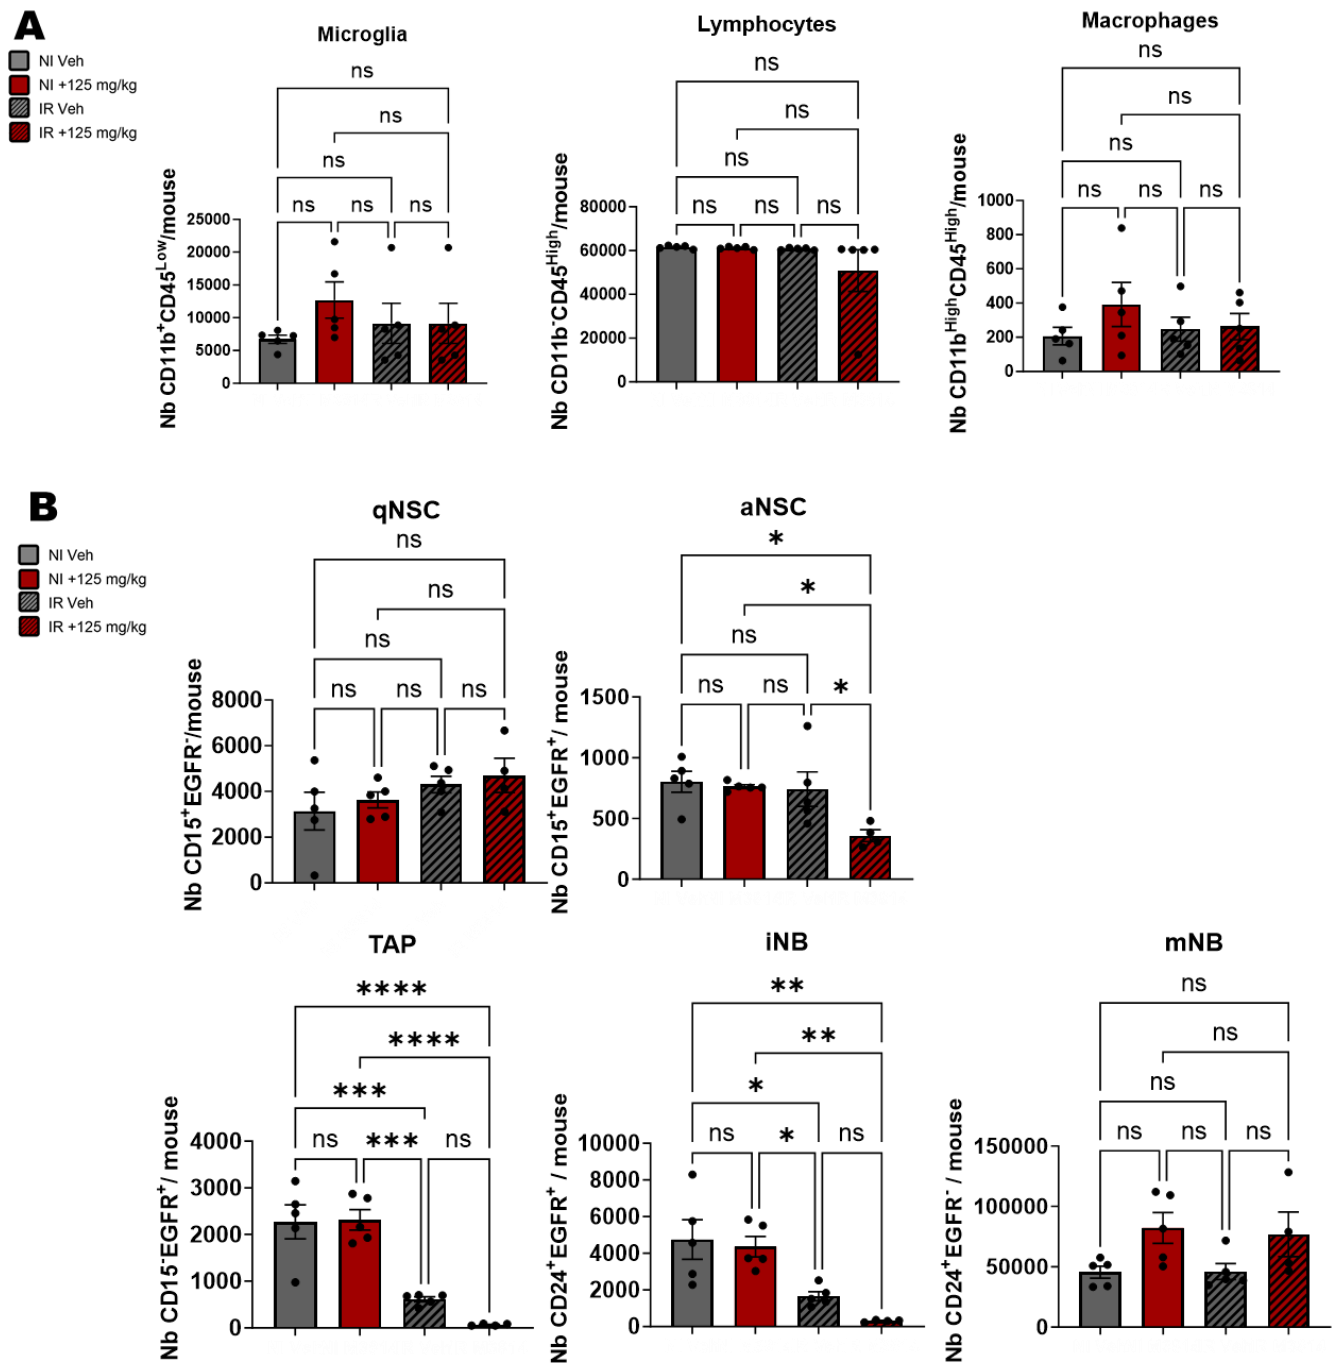 A
NI Veh
NI +125 mg/kg
IR Veh
IR +125 mg/kg
Microglia
ns
ns
ns
ns ns ns
Nb CD11b⁺CD45ᴸᵒʷ/mouse
25000
20000
15000
10000
5000
0
Lymphocytes
ns
ns
ns
ns ns ns
Nb CD11b⁻CD45ᴴⁱᵍʰ/mouse
80000
60000
40000
20000
0
Macrophages
ns
ns
ns
ns ns ns
Nb CD11bᴴⁱᵍʰCD45ᴴⁱᵍʰ/mouse
1000
800
600
400
200
0
B
NI Veh
NI +125 mg/kg
IR Veh
IR +125 mg/kg
qNSC
ns
ns
ns
ns ns ns
Nb CD15⁺EGFR⁻/mouse
8000
6000
4000
2000
0
aNSC
*
*
ns
ns ns *
Nb CD15⁺EGFR⁺/ mouse
1500
1000
500
0
TAP
****
****
***
ns *** ns
Nb CD15⁻EGFR⁺/ mouse
4000
3000
2000
1000
0
iNB
**
**
*
ns * ns
Nb CD24⁺EGFR⁺ / mouse
10000
8000
6000
4000
2000
0
mNB
ns
ns
ns
ns ns ns
Nb CD24⁺EGFR⁻ / mouse
150000
100000
50000
0